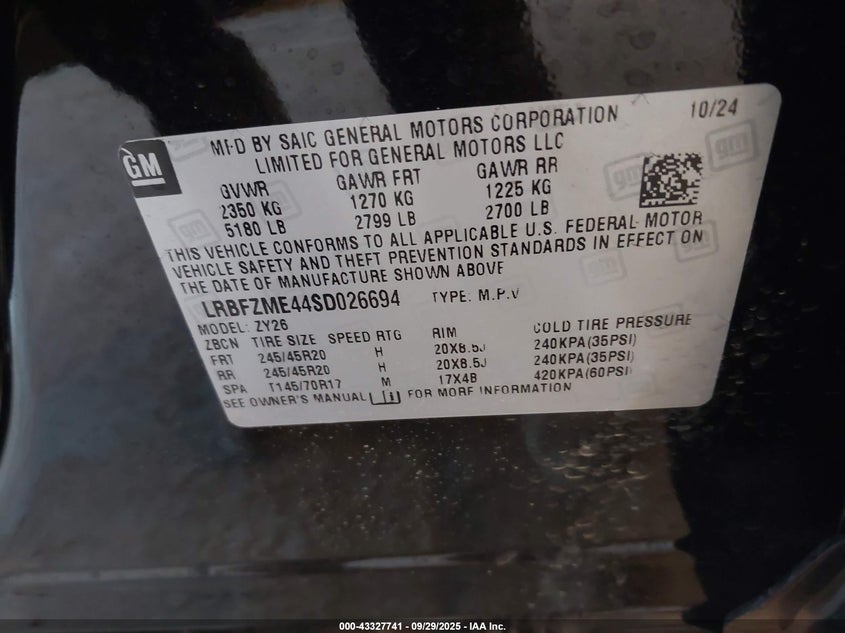 GM
MFD BY SAIC GENERAL MOTORS CORPORATION 10/24
LIMITED FOR GENERAL MOTORS LLC
GVWR GAWR FRT GAWR RR
2350 KG 1270 KG 1225 KG
5180 LB 2799 LB 2700 LB
THIS VEHICLE CONFORMS TO ALL APPLICABLE U.S. FEDERAL MOTOR
VEHICLE SAFETY AND THEFT PREVENTION STANDARDS IN EFFECT ON
THE DATE OF MANUFACTURE SHOWN ABOVE
LRBFZME44SD026694 TYPE: M.P.V
MODEL: ZY26
ZBCN TIRE SIZE SPEED RTG RIM COLD TIRE PRESSURE
FRT 245/45R20 H 20X8.5J 240KPA(35PSI)
RR 245/45R20 H 20X8.5J 240KPA(35PSI)
SPA T145/70R17 M 17X4B 420KPA(60PSI)
SEE OWNER'S MANUAL FOR MORE INFORMATION
000-43327741 / 09/29/2025 - IAA Inc.